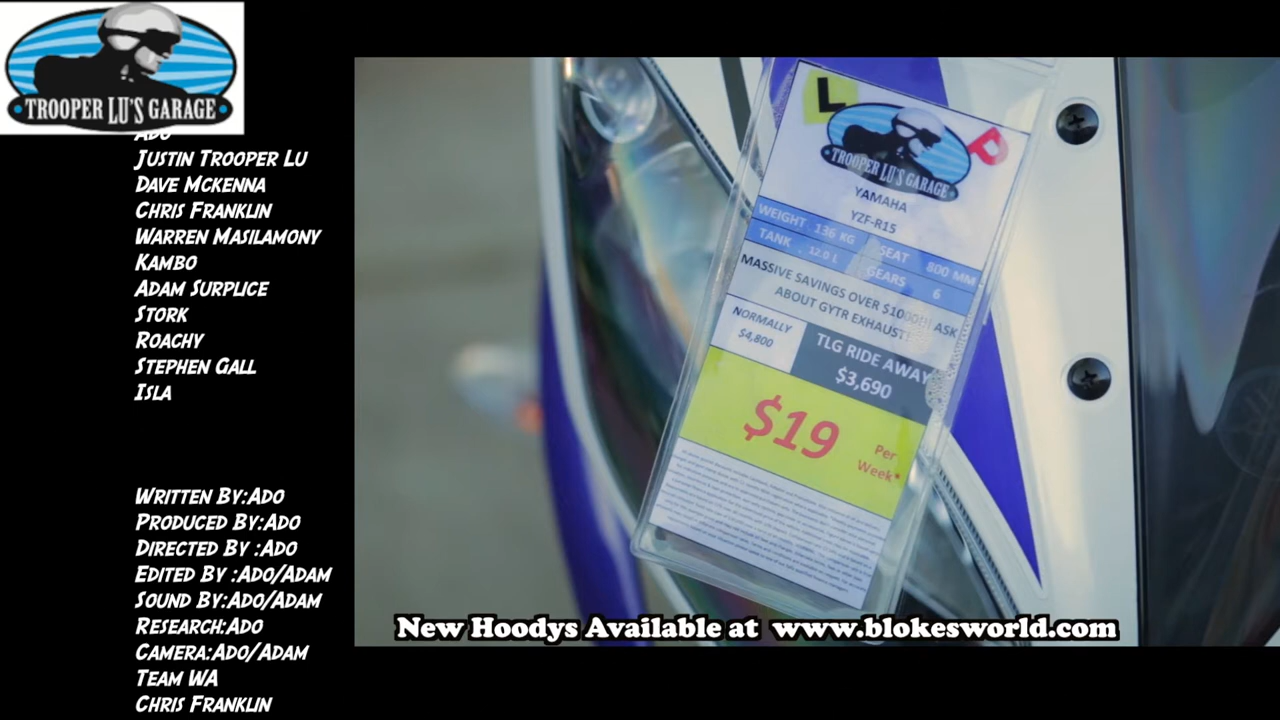 TROOPER LU'S GARAGE
ADO
JUSTIN TROOPER LU
DAVE MCKENNA
CHRIS FRANKLIN
WARREN MASILAMONY
KAMBO
ADAM SURPLICE
STORK
ROACHY
STEPHEN GALL
ISLA
WRITTEN BY:ADO
PRODUCED BY:ADO
DIRECTED BY :ADO
EDITED BY :ADO/ADAM
SOUND BY:ADO/ADAM
RESEARCH:ADO
CAMERA:ADO/ADAM
TEAM WA
CHRIS FRANKLIN
L
P
TROOPER LU'S GARAGE
YAMAHA
YZF-R15
WEIGHT 136 KG SEAT 800 MM
TANK 12.0 L GEARS 6
MASSIVE SAVINGS OVER $1000! ASK
ABOUT GYTR EXHAUST!
NORMALLY
$4,800
TLG RIDE AWAY
$3,690
$19
Per
Week*
New Hoodys Available at www.blokesworld.com